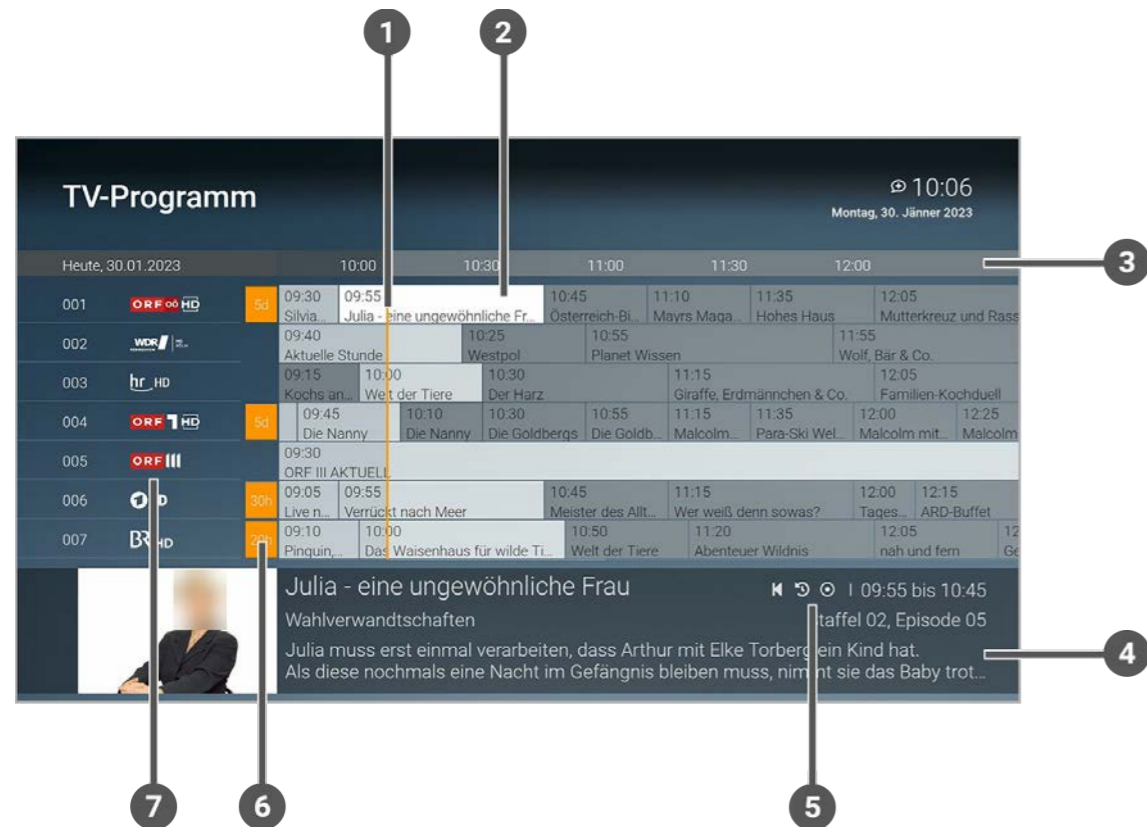 1 2
TV-Programm
10:06
Montag, 30. Jänner 2023
3
Heute, 30.01.2023 10:00 10:30 11:00 11:30 12:00
001 ORF oö HD 5d
09:30 09:55 10:45 11:10 11:35 12:05
Silvia... Julia - eine ungewöhnliche Fr... Österreich-Bi... Mayrs Maga... Hohes Haus Mutterkreuz und Rass
002 WDR
09:40 10:25 10:55 11:55
Aktuelle Stunde Westpol Planet Wissen Wolf, Bär & Co.
003 hr HD
09:15 10:00 10:30 11:15 12:05
Kochs an... Welt der Tiere Der Harz Giraffe, Erdmännchen & Co. Familien-Kochduell
004 ORF 1 HD 5d
09:45 10:10 10:30 10:55 11:15 11:35 12:00 12:25
Die Nanny Die Nanny Die Goldbergs Die Goldb... Malcolm... Para-Ski Wel... Malcolm mit... Malcolm
005 ORF III
09:30
ORF III AKTUELL
006 HD 30h
09:05 09:55 10:45 11:15 12:00 12:15
Live n... Verrückt nach Meer Meister des Allt... Wer weiß denn sowas? Tages... ARD-Buffet
007 BR HD
09:10 10:00 10:50 11:20 12:05 12
Pinguin,... Das Waisenhaus für wilde Ti... Welt der Tiere Abenteuer Wildnis nah und fern Ge
Julia - eine ungewöhnliche Frau 09:55 bis 10:45
Wahlverwandtschaften Staffel 02, Episode 05
Julia muss erst einmal verarbeiten, dass Arthur mit Elke Torberg ein Kind hat.
Als diese nochmals eine Nacht im Gefängnis bleiben muss, nimmt sie das Baby trot...
4
7 6 5